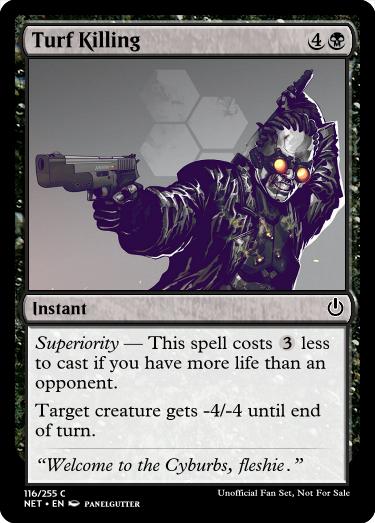 Turf Killing 4
Instant
Superiority — This spell costs 3 less
to cast if you have more life than an
opponent.
Target creature gets -4/-4 until end
of turn.
“Welcome to the Cyburbs, fleshie.”
116/255 C
Unofficial Fan Set, Not For Sale
NET • EN PANELGUTTER